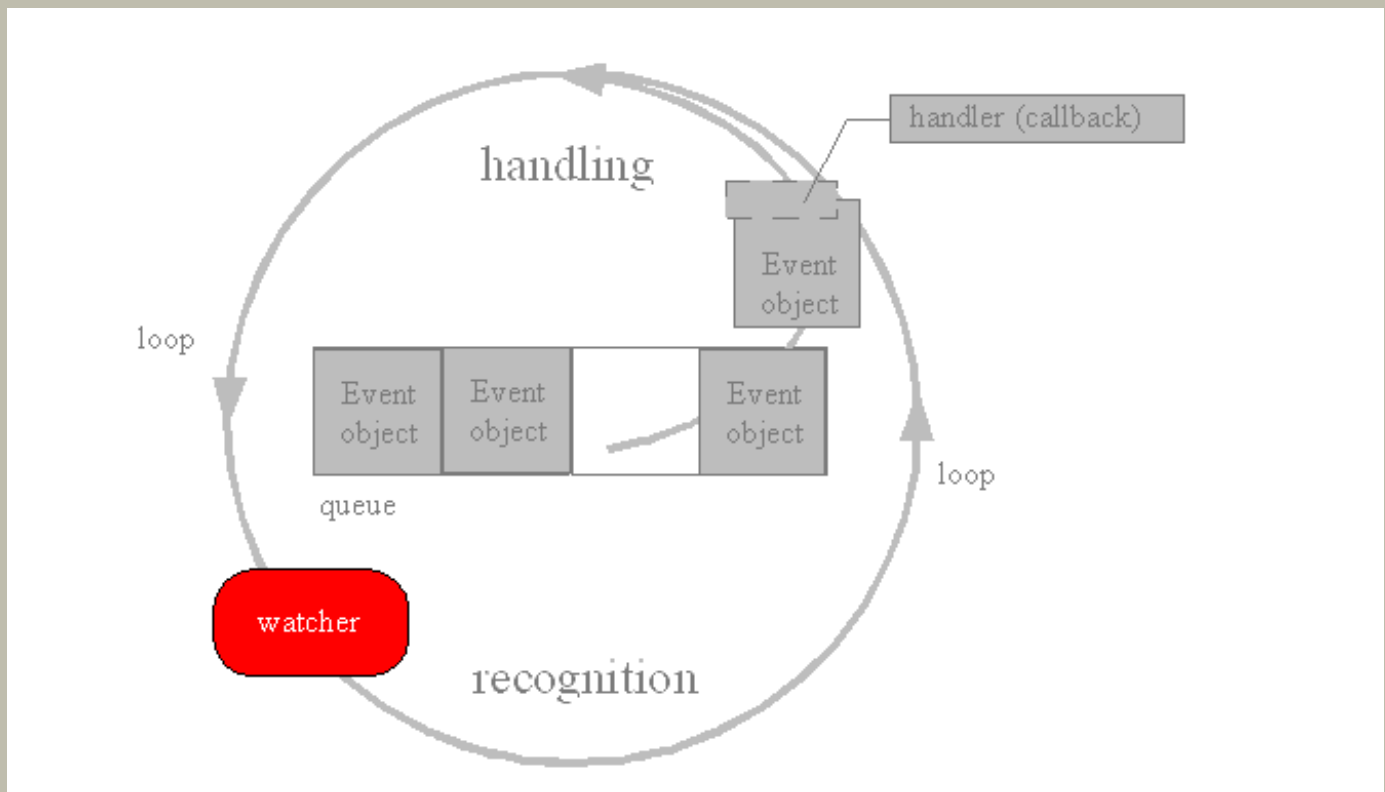 handler (callback)
handling
Event
object
loop
Event
object
Event
object
Event
object
loop
queue
watcher
recognition